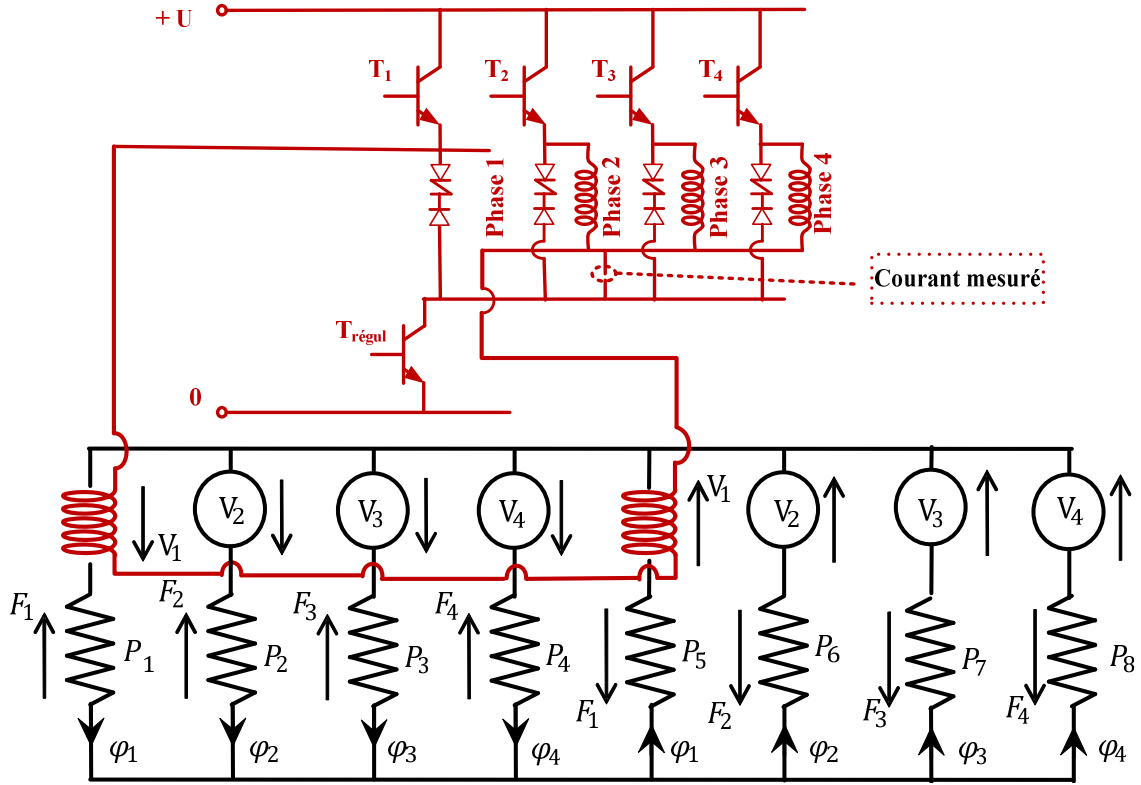 + U
T1 T2 T3 T4
Phase 1
Phase 2
Phase 3
Phase 4
Courant mesuré
Trégul
0
V1 V2 V3 V4 V1 V2 V3 V4
F1 F2 F3 F4
P1 P2 P3 P4 P5 P6 P7 P8
F1 F2 F3 F4
φ1 φ2 φ3 φ4 φ1 φ2 φ3 φ4